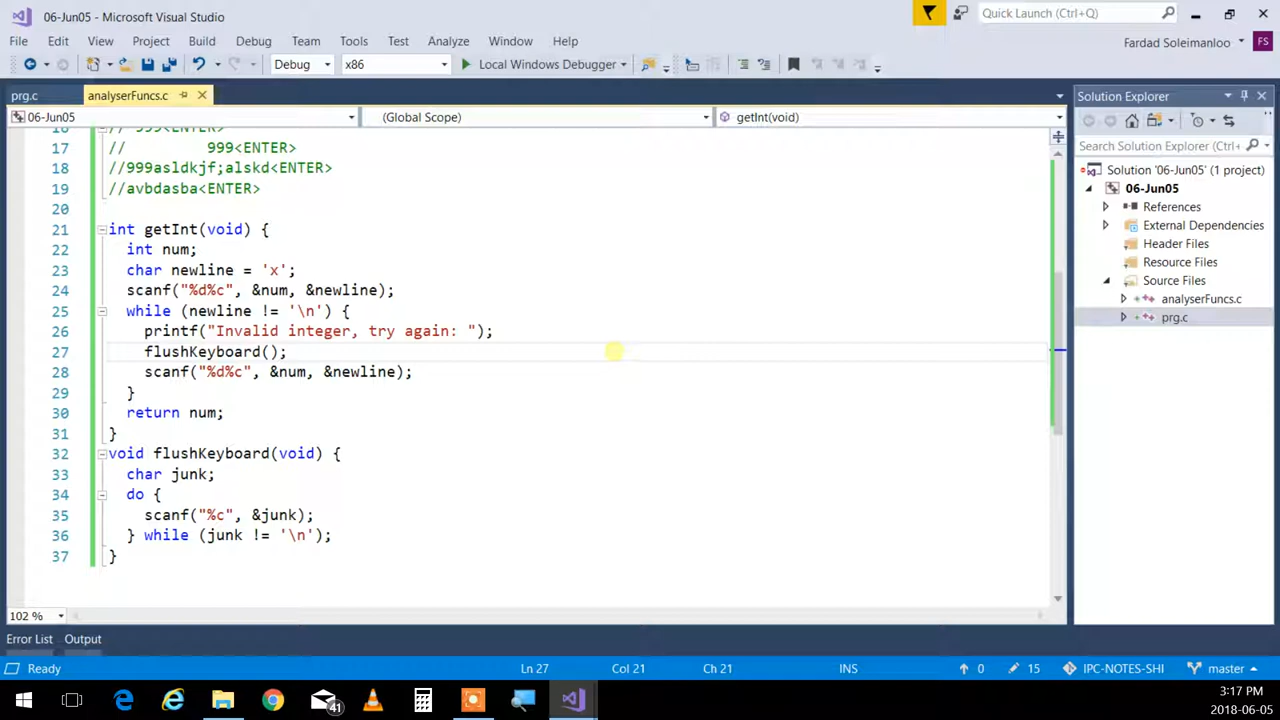 06-Jun05 - Microsoft Visual Studio
Quick Launch (Ctrl+Q)
File Edit View Project Build Debug Team Tools Test Analyze Window Help
Fardad Soleimanloo
FS
Debug x86 Local Windows Debugger
prg.c analyserFuncs.c
Solution Explorer
06-Jun05 (Global Scope) getInt(void)
Search Solution Explorer (Ctrl+
16 // 999<ENTER>
17 // 999<ENTER>
18 //999asldkjf;alskd<ENTER>
19 //avbdasba<ENTER>
20
21 int getInt(void) {
22 int num;
23 char newline = 'x';
24 scanf("%d%c", &num, &newline);
25 while (newline != '\n') {
26 printf("Invalid integer, try again: ");
27 flushKeyboard();
28 scanf("%d%c", &num, &newline);
29 }
30 return num;
31 }
32 void flushKeyboard(void) {
33 char junk;
34 do {
35 scanf("%c", &junk);
36 } while (junk != '\n');
37 }
Solution '06-Jun05' (1 project)
06-Jun05
References
External Dependencies
Header Files
Resource Files
Source Files
analyserFuncs.c
prg.c
102 %
Error List Output
Ready Ln 27 Col 21 Ch 21 INS 0 15 IPC-NOTES-SHI master
41
3:17 PM
2018-06-05